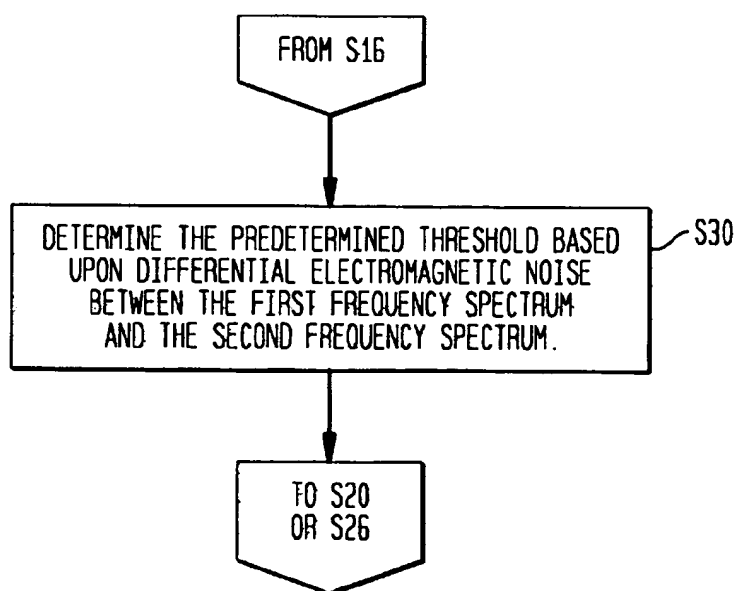 FROM S16
DETERMINE THE PREDETERMINED THRESHOLD BASED
UPON DIFFERENTIAL ELECTROMAGNETIC NOISE
BETWEEN THE FIRST FREQUENCY SPECTRUM
AND THE SECOND FREQUENCY SPECTRUM.
S30
TO S20
OR S26